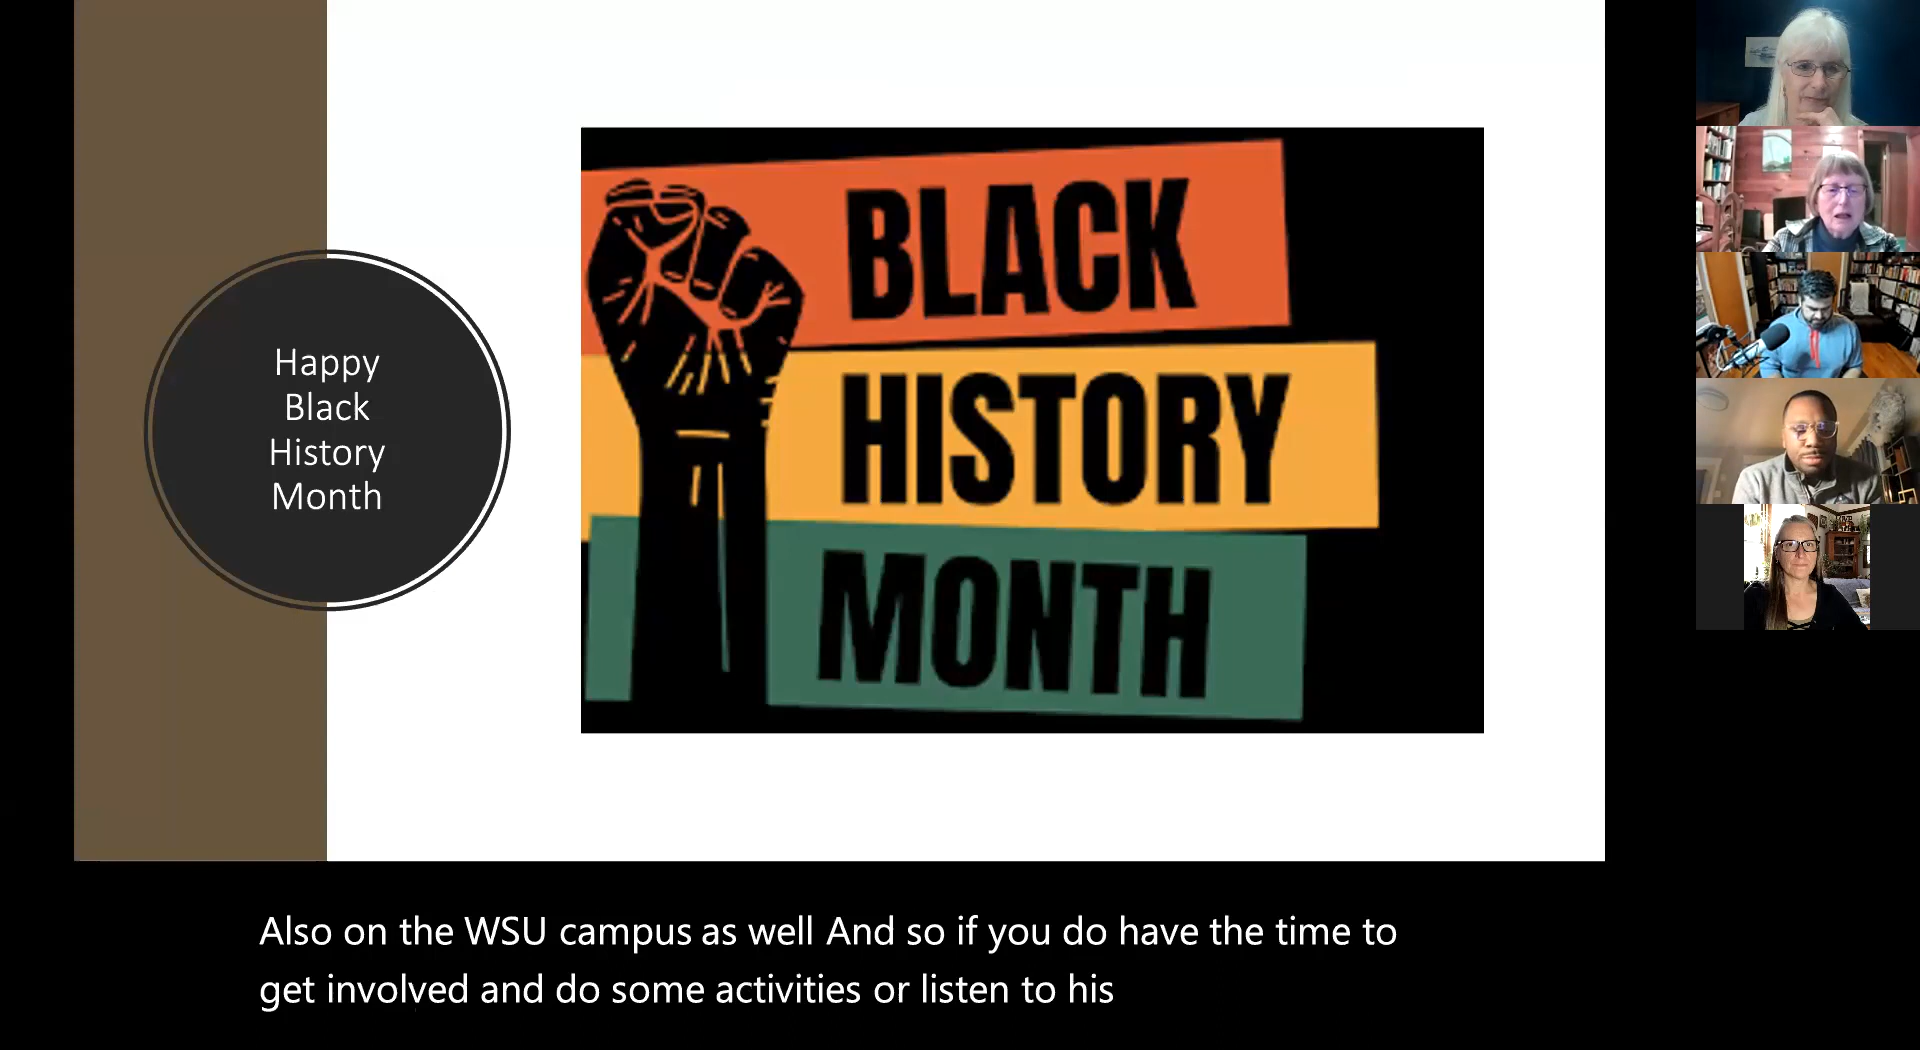 Happy
Black
History
Month
BLACK
HISTORY
MONTH
Also on the WSU campus as well And so if you do have the time to
get involved and do some activities or listen to his